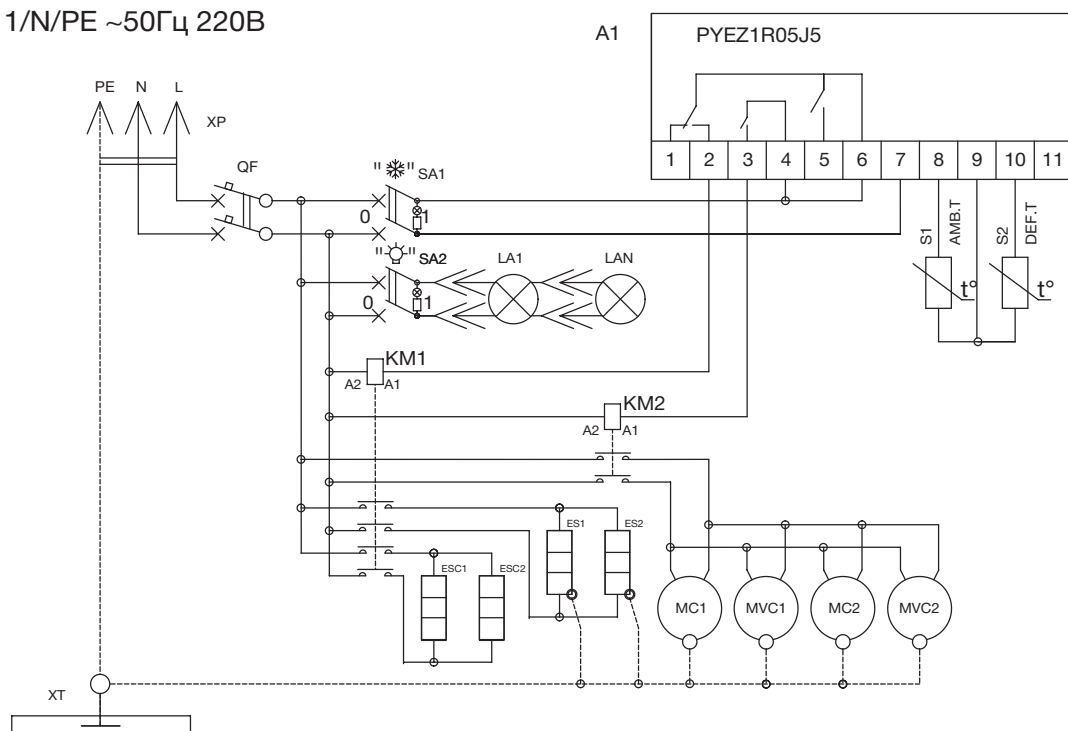 1/N/PE ~50Гц 220В
A1 PYEZ1R05J5
PE N L
XP
QF
1 2 3 4 5 6 7 8 9 10 11
"❄" SA1
0 1
S1 AMB.T
S2 DEF.T
" " SA2
LA1 LAN
0 1
t° t°
KM1
A2 A1
KM2
A2 A1
ES1 ES2
ESC1 ESC2
MC1 MVC1 MC2 MVC2
XT